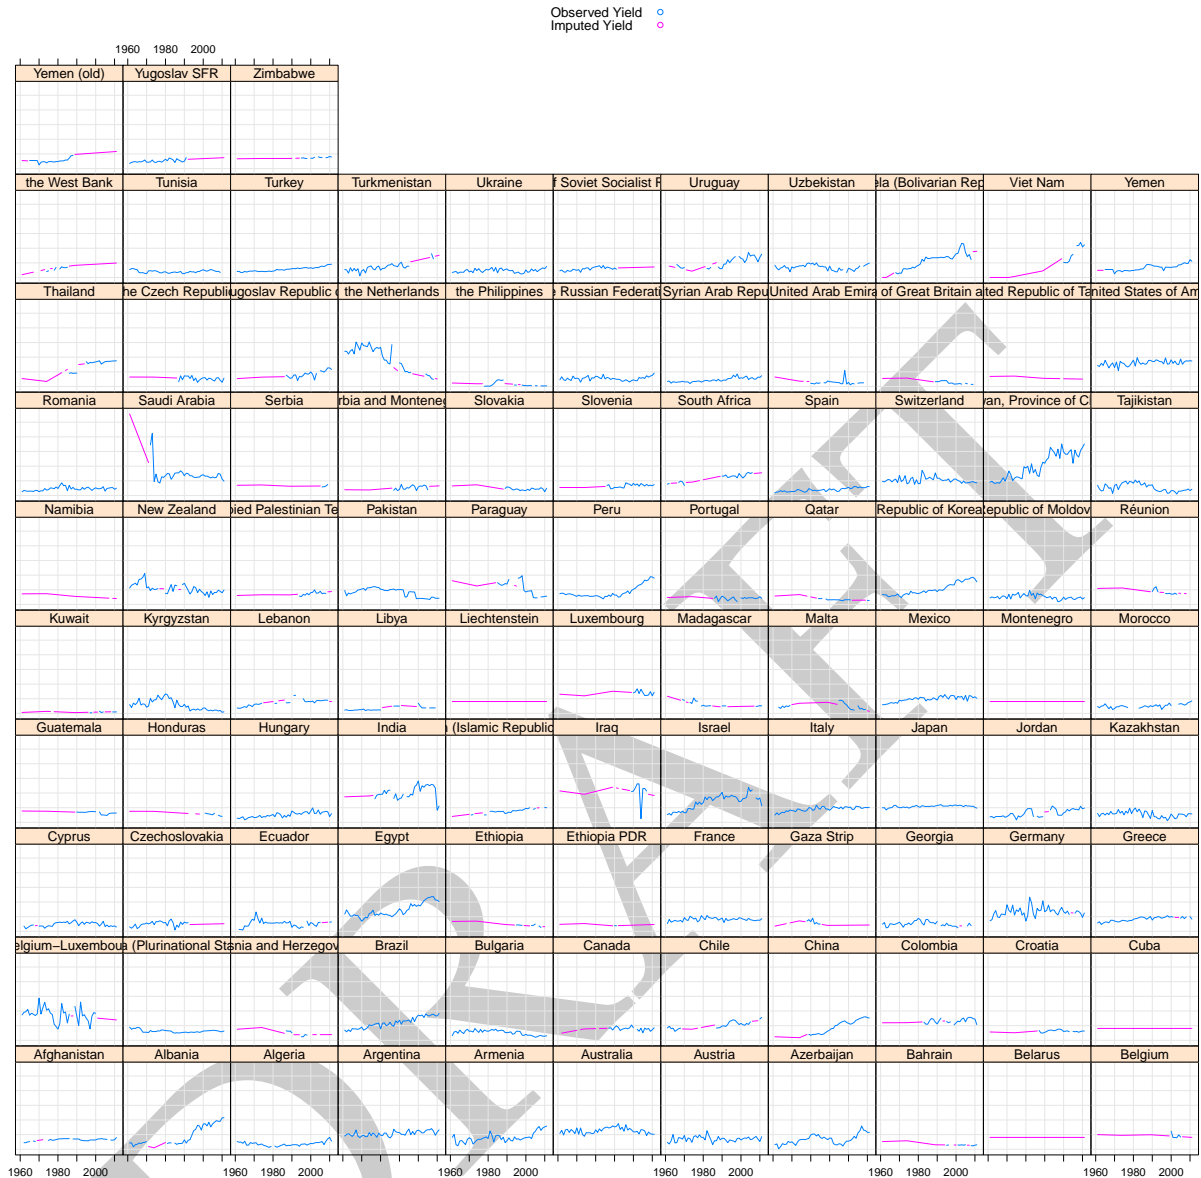 Observed Yield
Imputed Yield
1960 1980 2000
Yemen (old) Yugoslav SFR Zimbabwe
the West Bank Tunisia Turkey Turkmenistan Ukraine f Soviet Socialist R Uruguay Uzbekistan ela (Bolivarian Rep Viet Nam Yemen
Thailand he Czech Republi ugoslav Republic o the Netherlands the Philippines e Russian Federati Syrian Arab Repu United Arab Emira of Great Britain a ated Republic of Ta nited States of Am
Romania Saudi Arabia Serbia rbia and Monteneg Slovakia Slovenia South Africa Spain Switzerland wan, Province of C Tajikistan
Namibia New Zealand pied Palestinian Te Pakistan Paraguay Peru Portugal Qatar Republic of Korea epublic of Moldov Réunion
Kuwait Kyrgyzstan Lebanon Libya Liechtenstein Luxembourg Madagascar Malta Mexico Montenegro Morocco
Guatemala Honduras Hungary India (Islamic Republic Iraq Israel Italy Japan Jordan Kazakhstan
Cyprus Czechoslovakia Ecuador Egypt Ethiopia Ethiopia PDR France Gaza Strip Georgia Germany Greece
elgium–Luxembou a (Plurinational Sta snia and Herzegov Brazil Bulgaria Canada Chile China Colombia Croatia Cuba
Afghanistan Albania Algeria Argentina Armenia Australia Austria Azerbaijan Bahrain Belarus Belgium
1960 1980 2000 1960 1980 2000 1960 1980 2000 1960 1980 2000 1960 1980 2000 1960 1980 2000
DRAFT